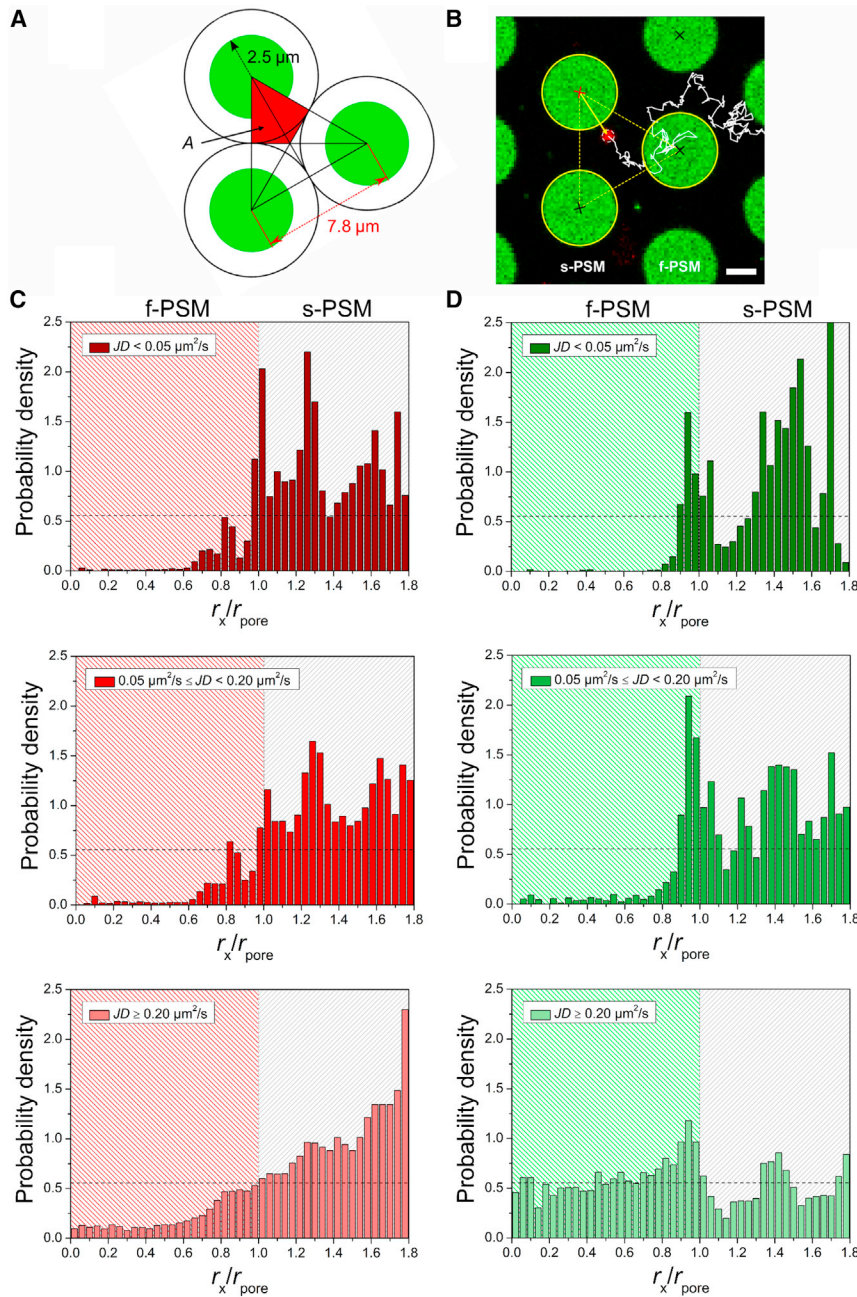 A
2.5 μm
A
7.8 μm
B
s-PSM f-PSM
C
f-PSM s-PSM
Probability density
2.5
2.0
1.5
1.0
0.5
0.0
JD < 0.05 μm²/s
0.0 0.2 0.4 0.6 0.8 1.0 1.2 1.4 1.6 1.8
rx/rpore
Probability density
2.5
2.0
1.5
1.0
0.5
0.0
0.05 μm²/s ≤ JD < 0.20 μm²/s
0.0 0.2 0.4 0.6 0.8 1.0 1.2 1.4 1.6 1.8
rx/rpore
Probability density
2.5
2.0
1.5
1.0
0.5
0.0
JD ≥ 0.20 μm²/s
0.0 0.2 0.4 0.6 0.8 1.0 1.2 1.4 1.6 1.8
rx/rpore
D
f-PSM s-PSM
Probability density
2.5
2.0
1.5
1.0
0.5
0.0
JD < 0.05 μm²/s
0.0 0.2 0.4 0.6 0.8 1.0 1.2 1.4 1.6 1.8
rx/rpore
Probability density
2.5
2.0
1.5
1.0
0.5
0.0
0.05 μm²/s ≤ JD < 0.20 μm²/s
0.0 0.2 0.4 0.6 0.8 1.0 1.2 1.4 1.6 1.8
rx/rpore
Probability density
2.5
2.0
1.5
1.0
0.5
0.0
JD ≥ 0.20 μm²/s
0.0 0.2 0.4 0.6 0.8 1.0 1.2 1.4 1.6 1.8
rx/rpore